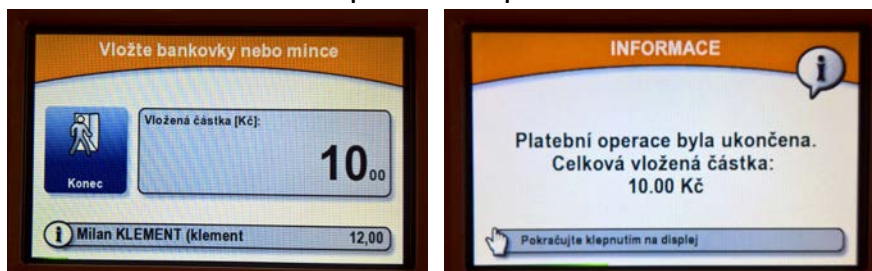 Vložte bankovky nebo mince
Vložená částka [Kč]:
10,00
Konec
Milan KLEMENT (klement 12,00
INFORMACE
Platební operace byla ukončena.
Celková vložená částka:
10.00 Kč
Pokračujte klepnutím na displej